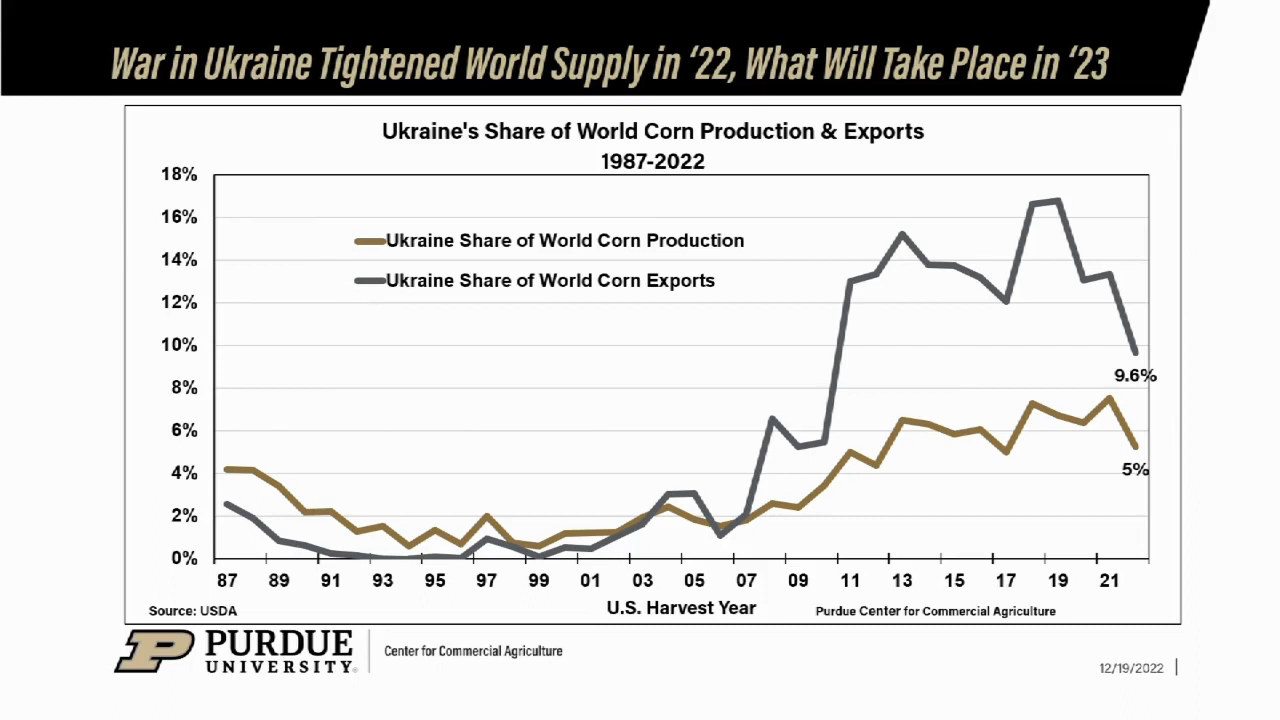 War in Ukraine Tightened World Supply in ‘22, What Will Take Place in ‘23
Ukraine's Share of World Corn Production & Exports
1987-2022
18%
16%
14%
12%
10%
8%
6%
4%
2%
0%
Ukraine Share of World Corn Production
Ukraine Share of World Corn Exports
9.6%
5%
87 89 91 93 95 97 99 01 03 05 07 09 11 13 15 17 19 21
Source: USDA
U.S. Harvest Year
Purdue Center for Commercial Agriculture
P PURDUE
UNIVERSITY®
Center for Commercial Agriculture
12/19/2022